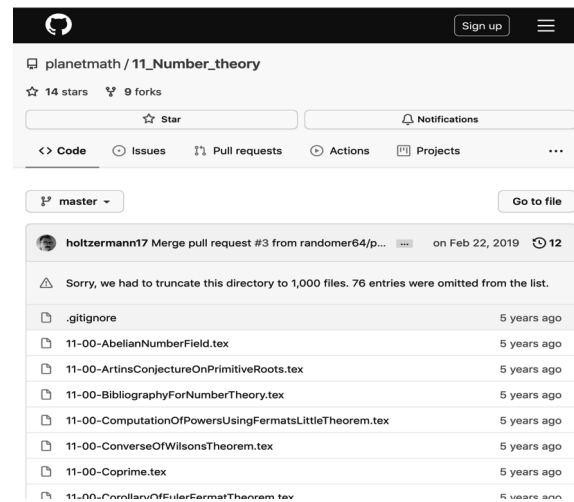 Sign up
planetmath / 11_Number_theory
14 stars 9 forks
Star Notifications
<> Code Issues Pull requests Actions Projects ...
master Go to file
holtzermann17 Merge pull request #3 from randomer64/p... ... on Feb 22, 2019 12
Sorry, we had to truncate this directory to 1,000 files. 76 entries were omitted from the list.
.gitignore 5 years ago
11-00-AbelianNumberField.tex 5 years ago
11-00-ArtinsConjectureOnPrimitiveRoots.tex 5 years ago
11-00-BibliographyForNumberTheory.tex 5 years ago
11-00-ComputationOfPowersUsingFermatsLittleTheorem.tex 5 years ago
11-00-ConverseOfWilsonsTheorem.tex 5 years ago
11-00-Coprime.tex 5 years ago
11-00-CorollaryOfEulerFermatTheorem.tex 5 years ago